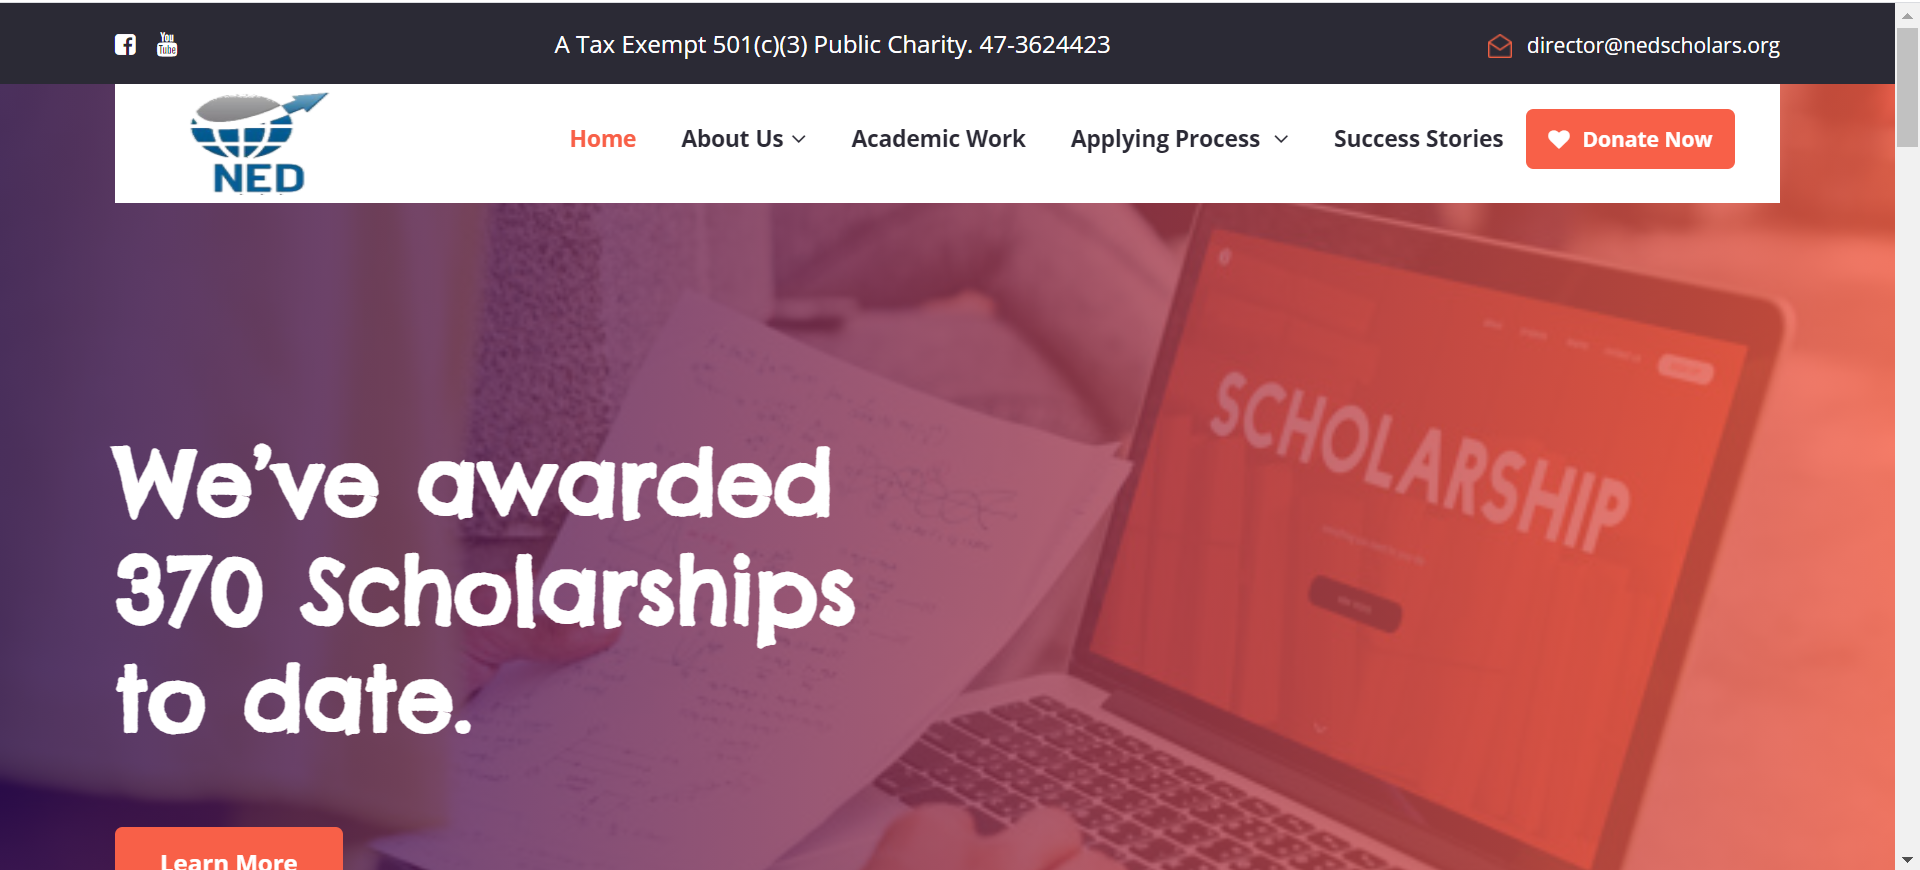 You
Tube
A Tax Exempt 501(c)(3) Public Charity. 47-3624423
director@nedscholars.org
NED
Home
About Us
Academic Work
Applying Process
Success Stories
Donate Now
SCHOLARSHIP
We've awarded
370 Scholarships
to date.
Learn More